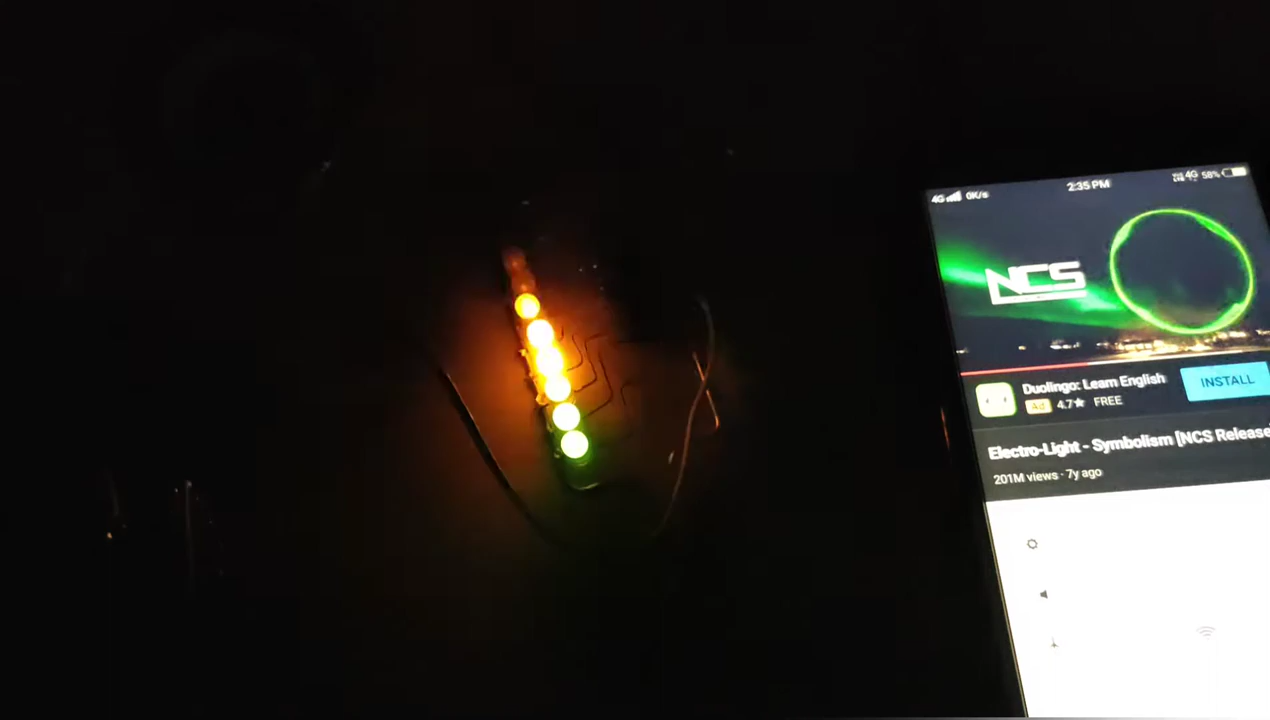 4G 0K/s 2:35 PM 4G 58%
NCS
Duolingo: Learn English
Ad 4.7★ FREE
INSTALL
Electro-Light - Symbolism [NCS Release
201M views · 7y ago